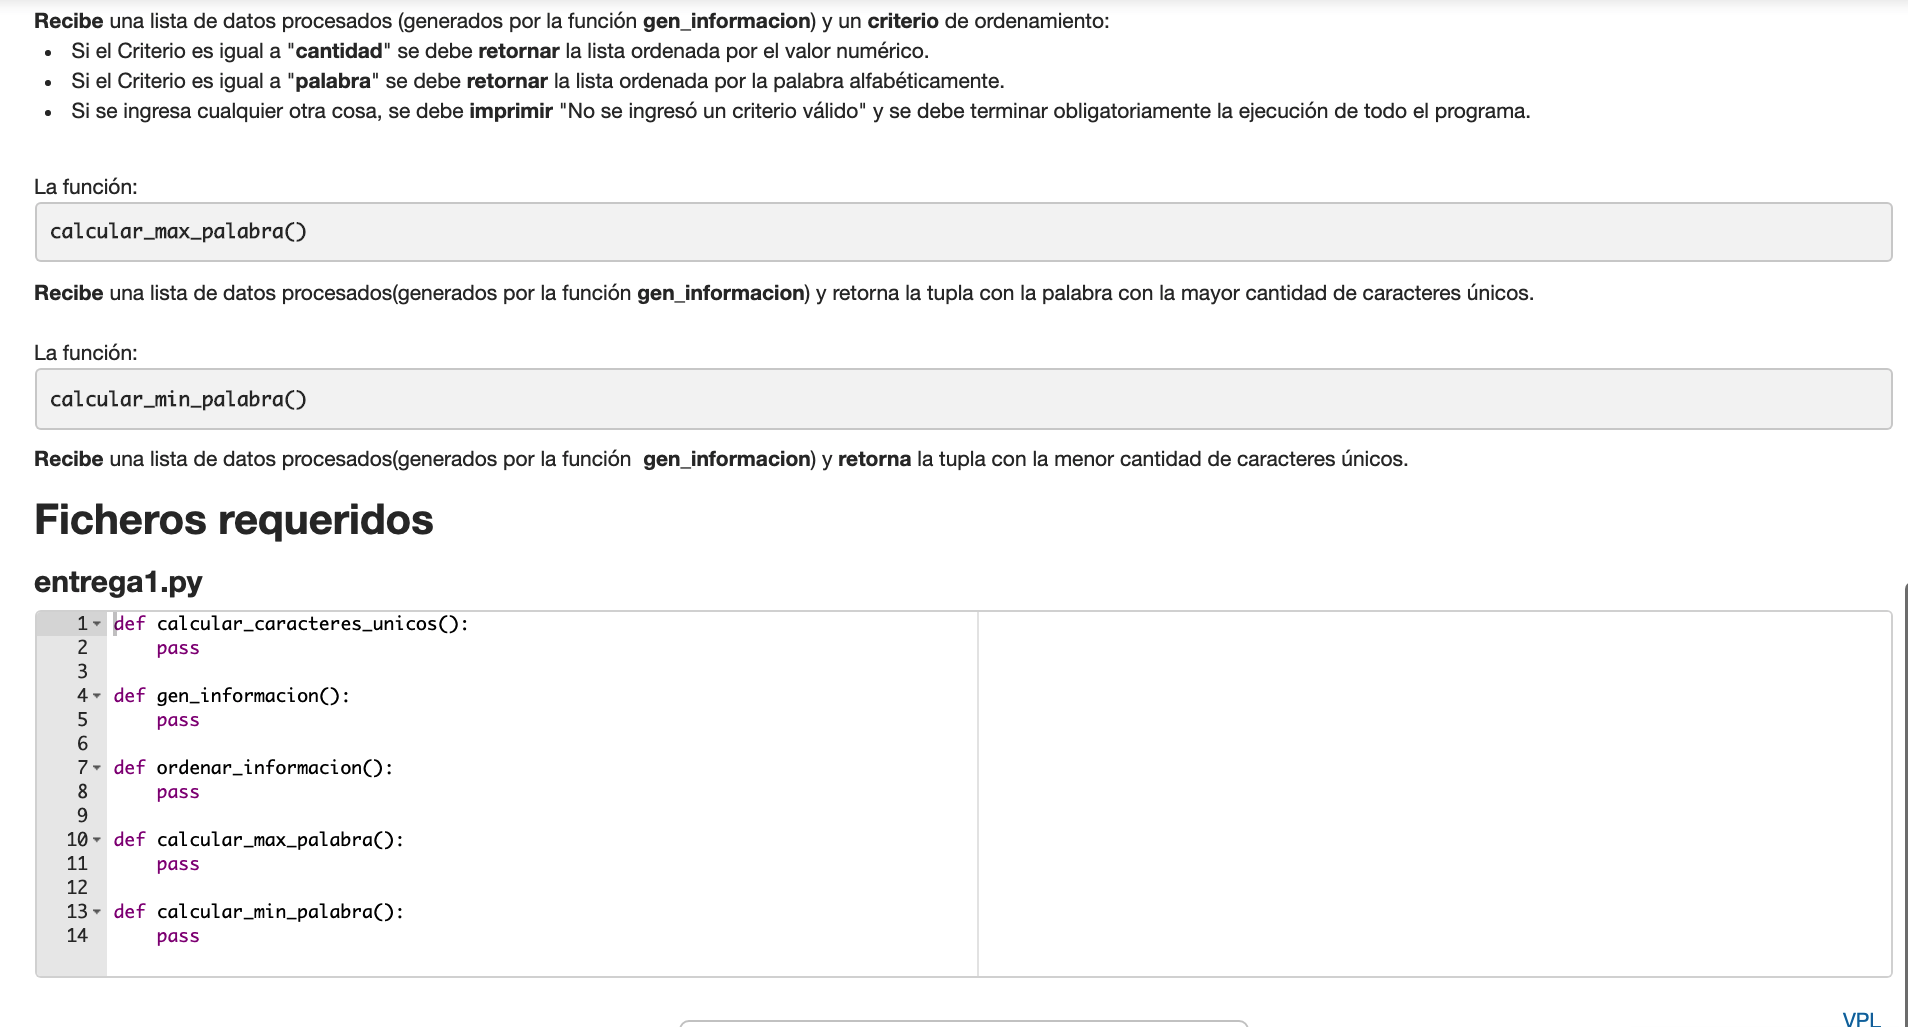 Recibe una lista de datos procesados (generados por la función gen_informacion) y un criterio de ordenamiento:
• Si el Criterio es igual a "cantidad" se debe retornar la lista ordenada por el valor numérico.
• Si el Criterio es igual a "palabra" se debe retornar la lista ordenada por la palabra alfabéticamente.
• Si se ingresa cualquier otra cosa, se debe imprimir "No se ingresó un criterio válido" y se debe terminar obligatoriamente la ejecución de todo el programa.
La función:
calcular_max_palabra()
Recibe una lista de datos procesados(generados por la función gen_informacion) y retorna la tupla con la palabra con la mayor cantidad de caracteres únicos.
La función:
calcular_min_palabra()
Recibe una lista de datos procesados(generados por la función gen_informacion) y retorna la tupla con la menor cantidad de caracteres únicos.
Ficheros requeridos
entrega1.py
1 def calcular_caracteres_unicos():
2     pass
3
4 def gen_informacion():
5     pass
6
7 def ordenar_informacion():
8     pass
9
10 def calcular_max_palabra():
11     pass
12
13 def calcular_min_palabra():
14     pass
VPL